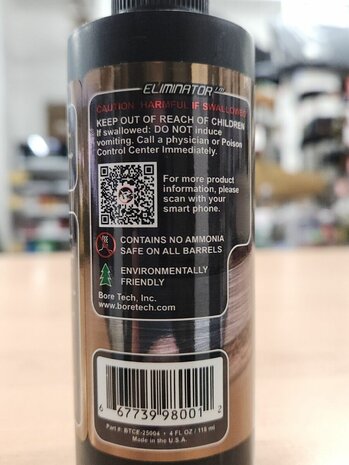 ELIMINATOR
CAUTION: HARMFUL IF SWALLOWED
KEEP OUT OF REACH OF CHILDREN
If swallowed: DO NOT induce
vomiting. Call a physician or Poison
Control Center Immediately.
For more product
information, please
scan with your
smart phone.
CONTAINS NO AMMONIA
SAFE ON ALL BARRELS
ENVIRONMENTALLY
FRIENDLY
Bore Tech, Inc.
www.boretech.com
6 67739 98001 2
Part #: BTCE-25004 • 4 FL OZ / 118 ml
Made in the U.S.A.